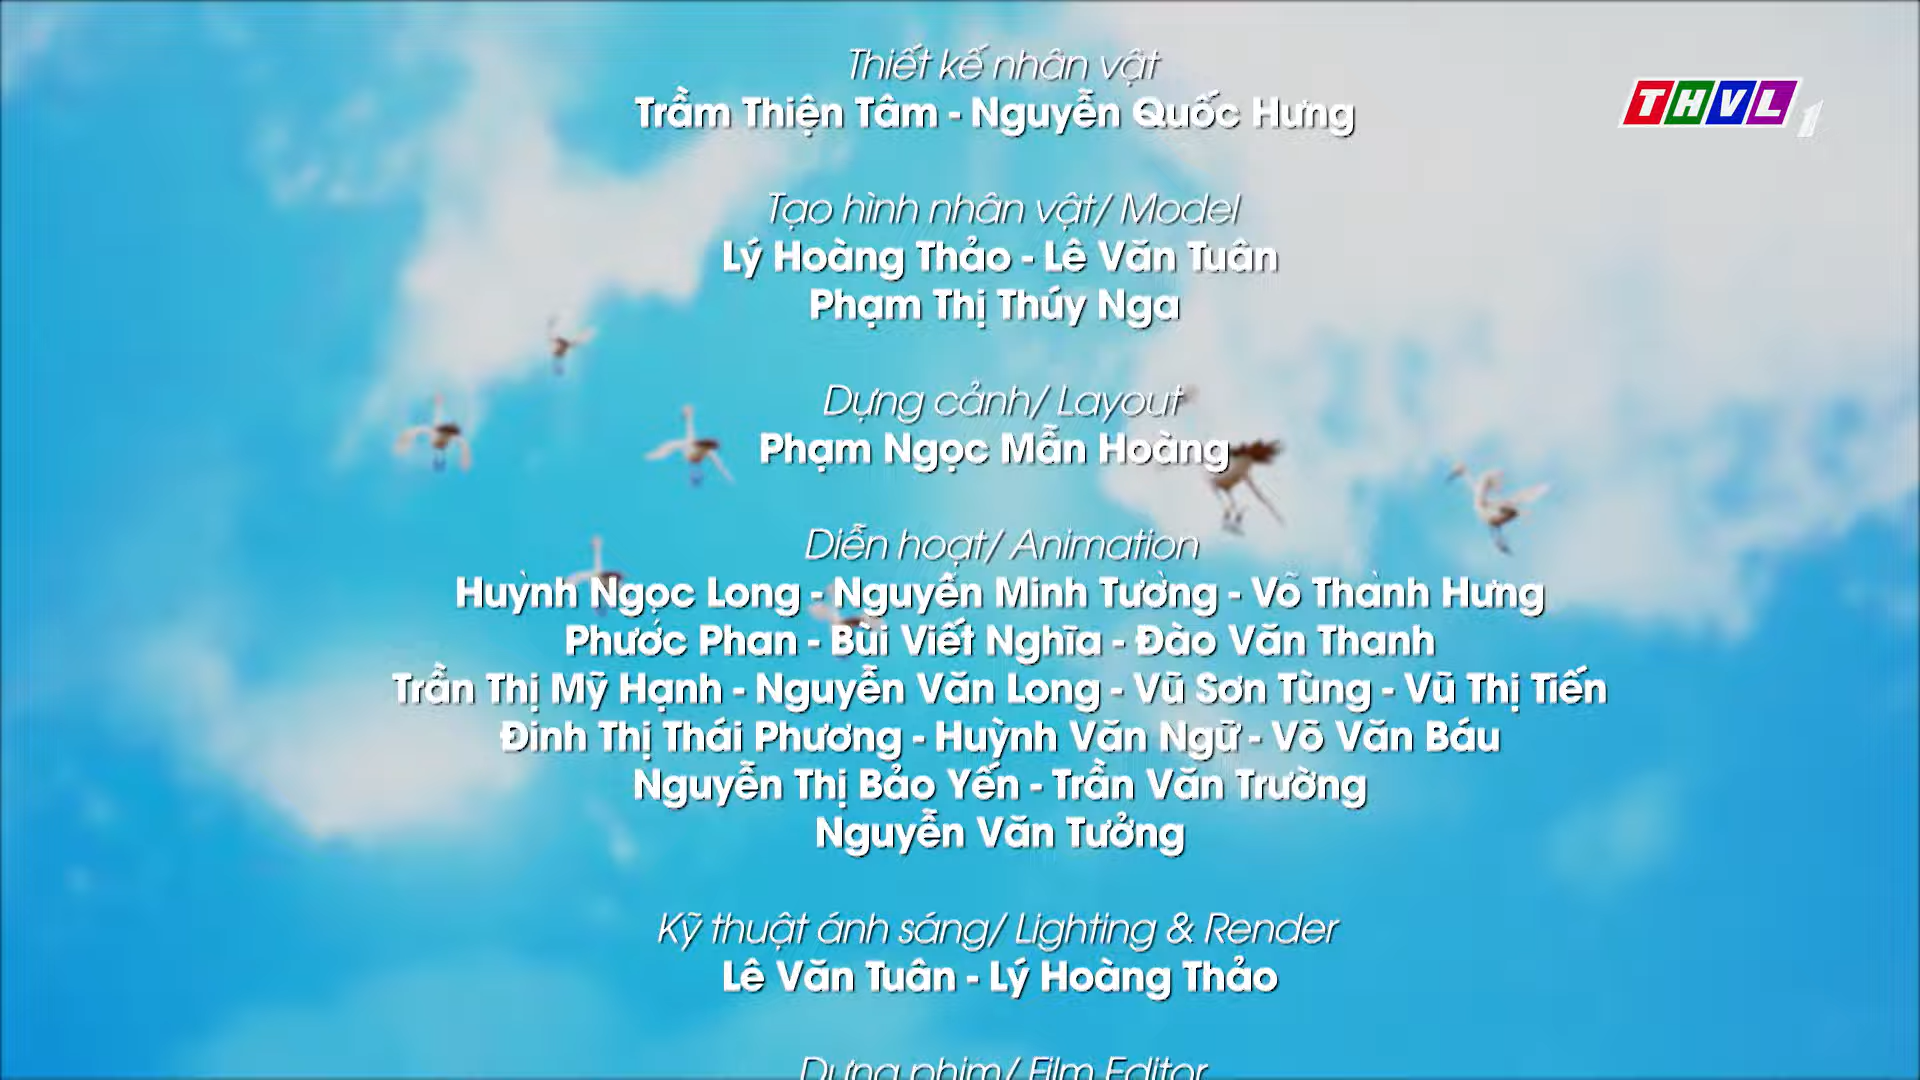 Thiết kế nhân vật
Trầm Thiện Tâm - Nguyễn Quốc Hưng
THVL 1
Tạo hình nhân vật/ Model
Lý Hoàng Thảo - Lê Văn Tuân
Phạm Thị Thúy Nga
Dựng cảnh/ Layout
Phạm Ngọc Mẫn Hoàng
Diễn hoạt/ Animation
Huỳnh Ngọc Long - Nguyễn Minh Tường - Võ Thành Hưng
Phước Phan - Bùi Viết Nghĩa - Đào Văn Thanh
Trần Thị Mỹ Hạnh - Nguyễn Văn Long - Vũ Sơn Tùng - Vũ Thị Tiến
Đinh Thị Thái Phương - Huỳnh Văn Ngữ - Võ Văn Báu
Nguyễn Thị Bảo Yến - Trần Văn Trường
Nguyễn Văn Tưởng
Kỹ thuật ánh sáng/ Lighting & Render
Lê Văn Tuân - Lý Hoàng Thảo
Dựng phim/ Film Editor